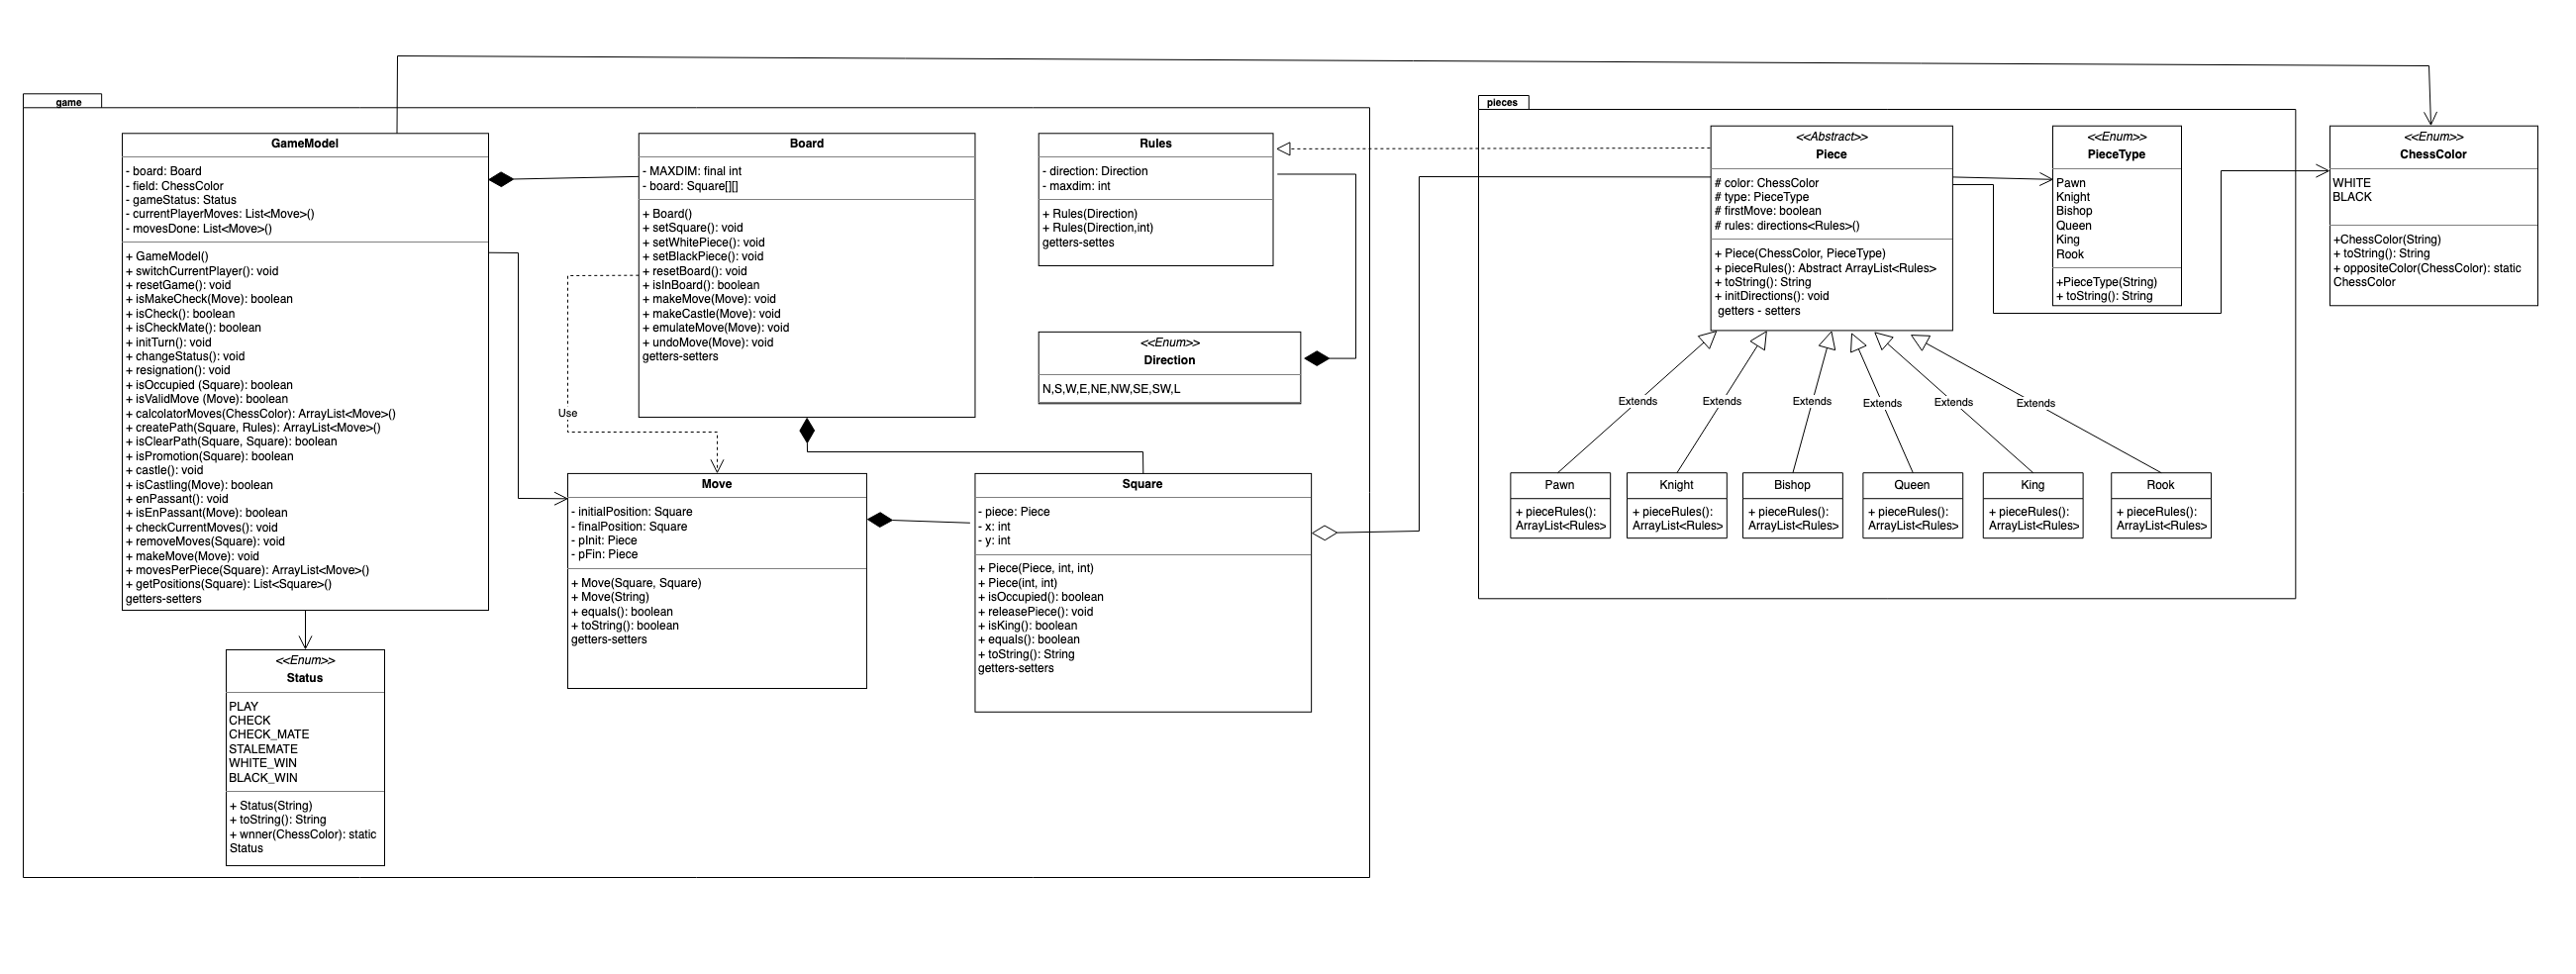 game
GameModel
- board: Board
- field: ChessColor
- gameStatus: Status
- currentPlayerMoves: List<Move>()
- movesDone: List<Move>()
+ GameModel()
+ switchCurrentPlayer(): void
+ resetGame(): void
+ isMakeCheck(Move): boolean
+ isCheck(): boolean
+ isCheckMate(): boolean
+ initTurn(): void
+ changeStatus(): void
+ resignation(): void
+ isOccupied (Square): boolean
+ isValidMove (Move): boolean
+ calcolatorMoves(ChessColor): ArrayList<Move>()
+ createPath(Square, Rules): ArrayList<Move>()
+ isClearPath(Square, Square): boolean
+ isPromotion(Square): boolean
+ castle(): void
+ isCastling(Move): boolean
+ enPassant(): void
+ isEnPassant(Move): boolean
+ checkCurrentMoves(): void
+ removeMoves(Square): void
+ makeMove(Move): void
+ movesPerPiece(Square): ArrayList<Move>()
+ getPositions(Square): List<Square>()
getters-setters
<<Enum>>
Status
PLAY
CHECK
CHECK_MATE
STALEMATE
WHITE_WIN
BLACK_WIN
+ Status(String)
+ toString(): String
+ wnner(ChessColor): static
Status
Board
- MAXDIM: final int
- board: Square[][]
+ Board()
+ setSquare(): void
+ setWhitePiece(): void
+ setBlackPiece(): void
+ resetBoard(): void
+ isInBoard(): boolean
+ makeMove(Move): void
+ makeCastle(Move): void
+ emulateMove(Move): void
+ undoMove(Move): void
getters-setters
Use
Move
- initialPosition: Square
- finalPosition: Square
- pInit: Piece
- pFin: Piece
+ Move(Square, Square)
+ Move(String)
+ equals(): boolean
+ toString(): boolean
getters-setters
Rules
- direction: Direction
- maxdim: int
+ Rules(Direction)
+ Rules(Direction,int)
getters-settes
<<Enum>>
Direction
N,S,W,E,NE,NW,SE,SW,L
Square
- piece: Piece
- x: int
- y: int
+ Piece(Piece, int, int)
+ Piece(int, int)
+ isOccupied(): boolean
+ releasePiece(): void
+ isKing(): boolean
+ equals(): boolean
+ toString(): String
getters-setters
pieces
<<Abstract>>
Piece
# color: ChessColor
# type: PieceType
# firstMove: boolean
# rules: directions<Rules>()
+ Piece(ChessColor, PieceType)
+ pieceRules(): Abstract ArrayList<Rules>
+ toString(): String
+ initDirections(): void
getters - setters
<<Enum>>
PieceType
Pawn
Knight
Bishop
Queen
King
Rook
+PieceType(String)
+ toString(): String
<<Enum>>
ChessColor
WHITE
BLACK
+ChessColor(String)
+ toString(): String
+ oppositeColor(ChessColor): static
ChessColor
Extends
Extends
Extends
Extends
Extends
Extends
Pawn
+ pieceRules():
ArrayList<Rules>
Knight
+ pieceRules():
ArrayList<Rules>
Bishop
+ pieceRules():
ArrayList<Rules>
Queen
+ pieceRules():
ArrayList<Rules>
King
+ pieceRules():
ArrayList<Rules>
Rook
+ pieceRules():
ArrayList<Rules>